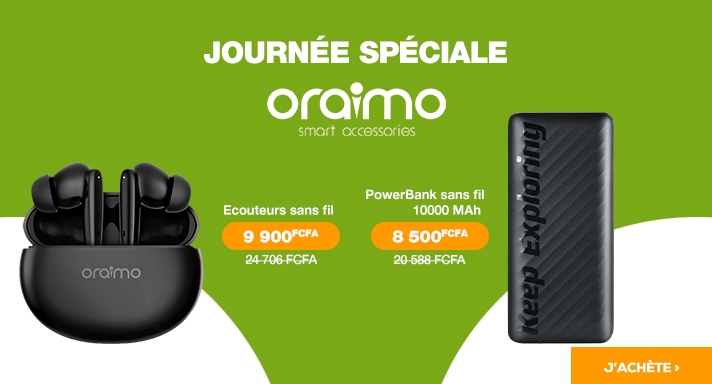 JOURNÉE SPÉCIALE
oraimo
smart accessories
Ecouteurs sans fil
9 900FCFA
24 706 FCFA
PowerBank sans fil
10000 MAh
8 500FCFA
20 588 FCFA
oraimo
Keep Exploring
J'ACHÈTE ›